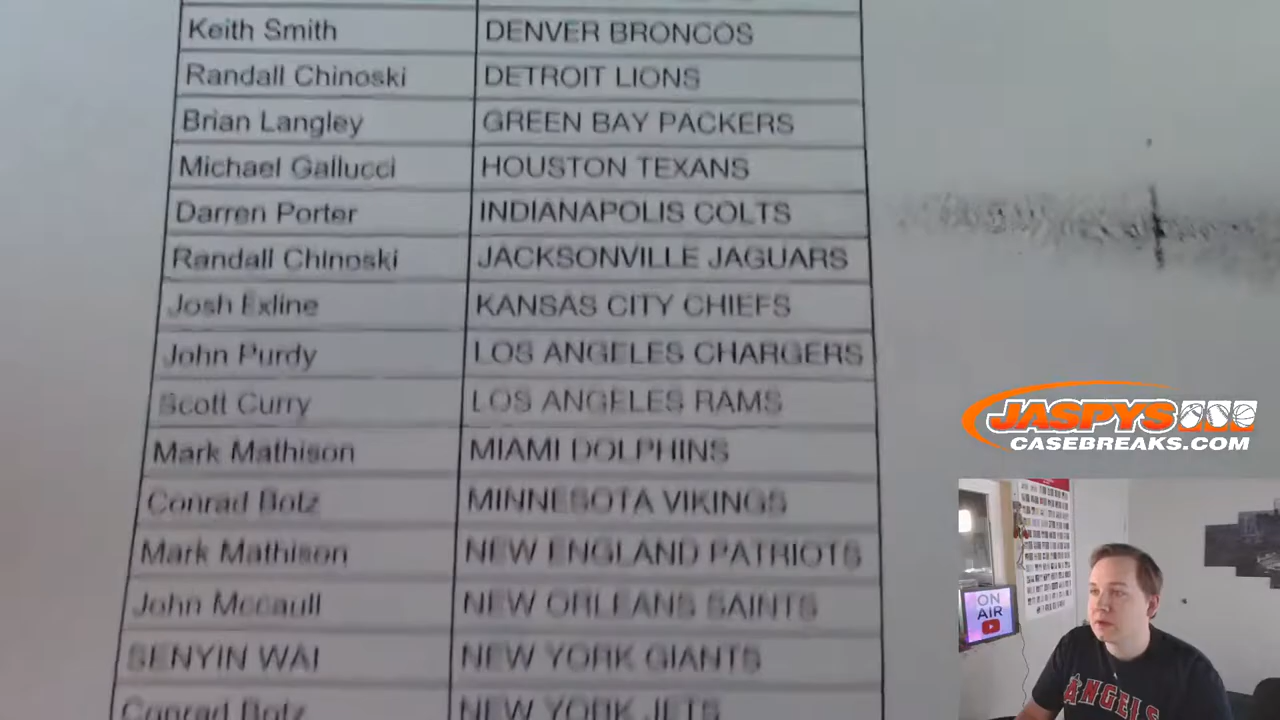 Keith Smith DENVER BRONCOS
Randall Chinoski DETROIT LIONS
Brian Langley GREEN BAY PACKERS
Michael Gallucci HOUSTON TEXANS
Darren Porter INDIANAPOLIS COLTS
Randall Chinoski JACKSONVILLE JAGUARS
Josh Exline KANSAS CITY CHIEFS
John Purdy LOS ANGELES CHARGERS
Scott Curry LOS ANGELES RAMS
Mark Mathison MIAMI DOLPHINS
Conrad Botz MINNESOTA VIKINGS
Mark Mathison NEW ENGLAND PATRIOTS
John Mccaull NEW ORLEANS SAINTS
SENYIN WAI NEW YORK GIANTS
Conrad Botz NEW YORK JETS
JASPYS
CASEBREAKS.COM
ON
AIR
ANGELS